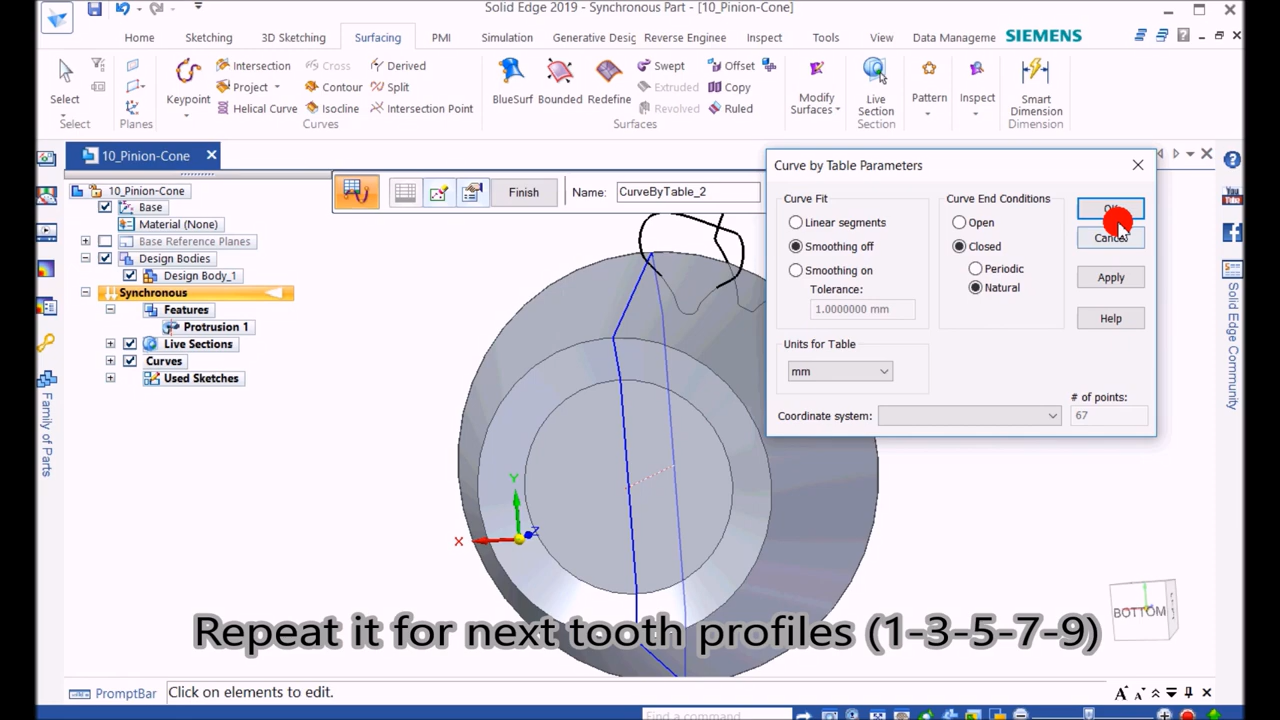 Solid Edge 2019 - Synchronous Part - [10_Pinion-Cone]
Home Sketching 3D Sketching Surfacing PMI Simulation Generative Desig Reverse Enginee Inspect Tools View Data Manageme SIEMENS
Intersection Cross Derived Swept Offset
Project Contour Split Extruded Copy
Helical Curve Isocline Intersection Point Revolved Ruled
Select Keypoint BlueSurf Bounded Redefine Modify Surfaces Live Section Pattern Inspect Smart Dimension
Select Planes Curves Surfaces Section Dimension
10_Pinion-Cone
Curve by Table Parameters
10_Pinion-Cone
Base
Material (None)
Base Reference Planes
Design Bodies
Design Body_1
Synchronous
Features
Protrusion 1
Live Sections
Curves
Used Sketches
Finish Name: CurveByTable_2
Curve Fit
Linear segments
Smoothing off
Smoothing on
Tolerance:
1.0000000 mm
Units for Table
mm
Curve End Conditions
Open
Closed
Periodic
Natural
Cancel
Apply
Help
# of points:
Coordinate system: 67
Family of Parts
You Tube
Solid Edge Community
Y
X
Z
BOTTOM
Repeat it for next tooth profiles (1-3-5-7-9)
PromptBar Click on elements to edit.
Find a command